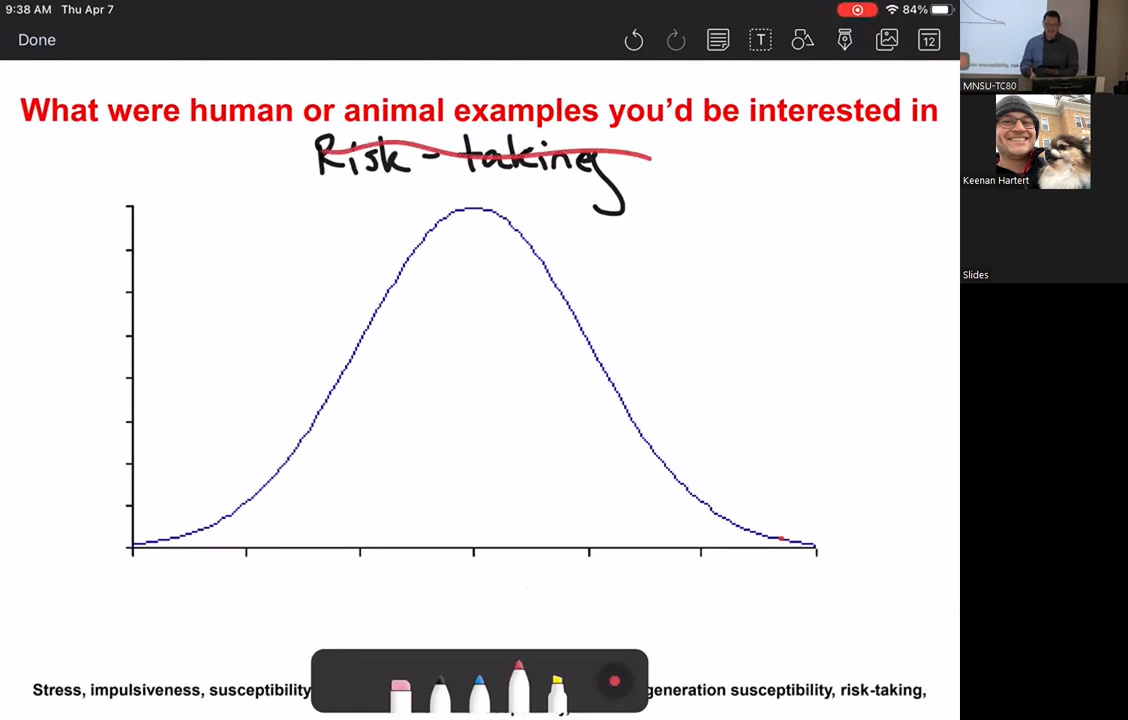 9:38 AM Thu Apr 7
84%
Done
T
12
What were human or animal examples you’d be interested in
Risk-taking
Stress, impulsiveness, susceptibility
generation susceptibility, risk-taking,
MNSU-TC80
Keenan Hartert
Slides